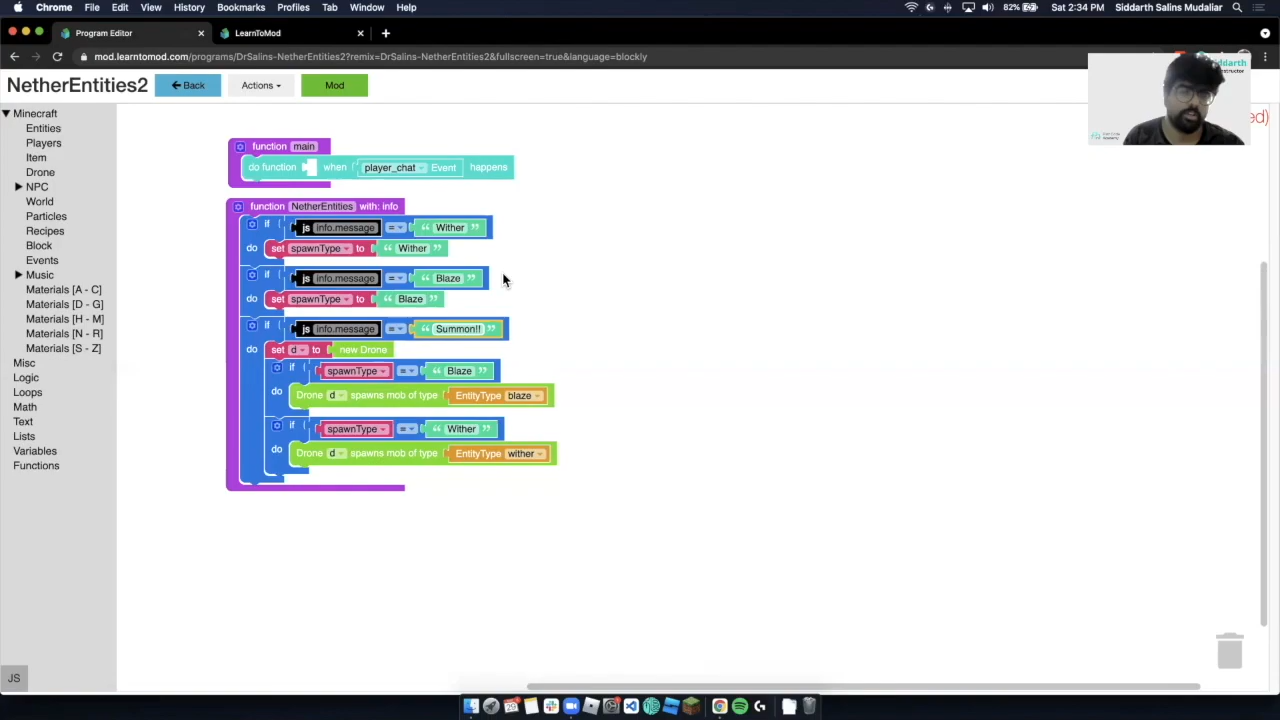 Chrome File Edit View History Bookmarks Profiles Tab Window Help 82% Sat 2:34 PM Siddarth Salins Mudaliar
Program Editor LearnToMod
mod.learntomod.com/programs/DrSalins-NetherEntities2?remix=DrSalins-NetherEntities2&fullscreen=true&language=blockly
NetherEntities2 Back Actions Mod
ed)
Minecraft
Entities
Players
Item
Drone
NPC
World
Particles
Recipes
Block
Events
Music
Materials [A - C]
Materials [D - G]
Materials [H - M]
Materials [N - R]
Materials [S - Z]
Misc
Logic
Loops
Math
Text
Lists
Variables
Functions
JS
function main
do function when player_chat Event happens
function NetherEntities with: info
if js info.message = “ Wither ”
do set spawnType to “ Wither ”
if js info.message = “ Blaze ”
do set spawnType to “ Blaze ”
if js info.message = “ Summon!! ”
do set d to new Drone
if spawnType = “ Blaze ”
do Drone d spawns mob of type EntityType blaze
if spawnType = “ Wither ”
do Drone d spawns mob of type EntityType wither